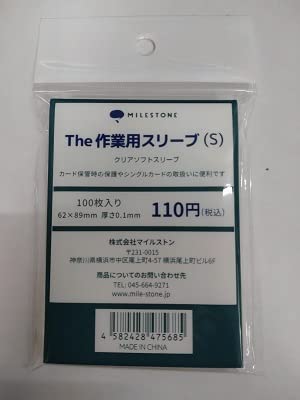 MILESTONE
The 作業用スリーブ(S)
クリアソフトスリーブ
カード保管時の保護やシングルカードの取扱いに便利です
100枚入り
62×89mm 厚さ0.1mm
110円(税込)
株式会社マイルストン
〒231-0015
神奈川県横浜市中区尾上町4-57 横浜尾上町ビル6F
商品についてのお問い合わせ先
TEL: 045-664-9271
www.mile-stone.jp
4 582428 475685
MADE IN CHINA